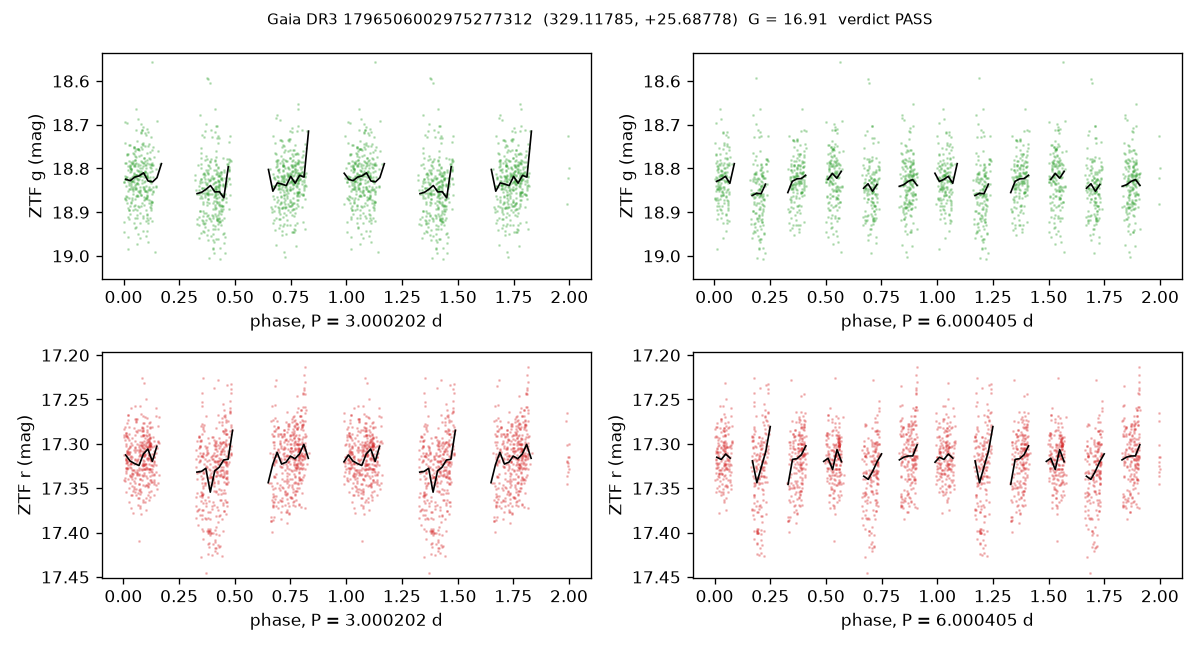 Gaia DR3 1796506002975277312  (329.11785, +25.68778)  G = 16.91  verdict PASS
ZTF g (mag)
18.6
18.7
18.8
18.9
19.0
0.00 0.25 0.50 0.75 1.00 1.25 1.50 1.75 2.00
phase, P = 3.000202 d
ZTF g (mag)
18.6
18.7
18.8
18.9
19.0
0.00 0.25 0.50 0.75 1.00 1.25 1.50 1.75 2.00
phase, P = 6.000405 d
ZTF r (mag)
17.20
17.25
17.30
17.35
17.40
17.45
0.00 0.25 0.50 0.75 1.00 1.25 1.50 1.75 2.00
phase, P = 3.000202 d
ZTF r (mag)
17.20
17.25
17.30
17.35
17.40
17.45
0.00 0.25 0.50 0.75 1.00 1.25 1.50 1.75 2.00
phase, P = 6.000405 d